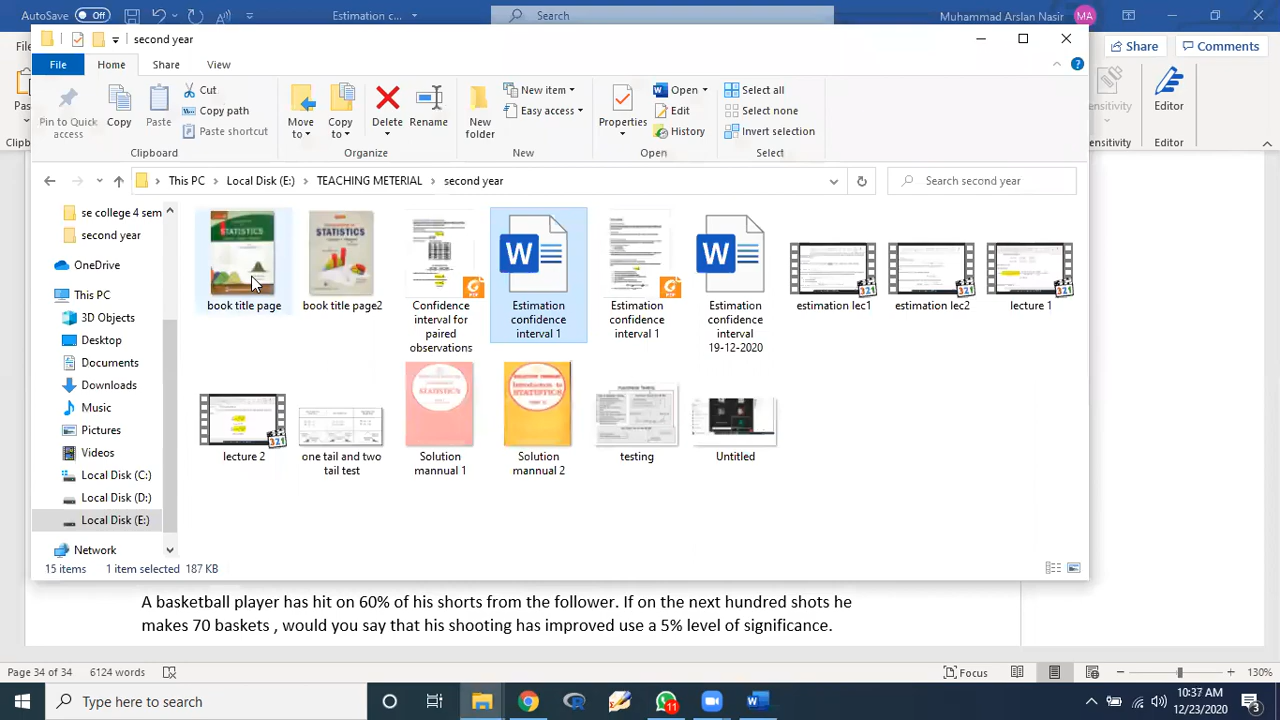 AutoSave Off
Search
Muhammad Arslan Nasir
MA
second year
Share
Comments
File Home Share View
Pin to Quick access
Copy
Paste
Cut
Copy path
Paste shortcut
Clipboard
Move to
Copy to
Delete
Rename
Organize
New folder
New item
Easy access
New
Properties
Open
Edit
History
Open
Select all
Select none
Invert selection
Select
Editor
Editor
This PC > Local Disk (E:) > TEACHING METERIAL > second year
Search second year
se college 4 sem
second year
OneDrive
This PC
3D Objects
Desktop
Documents
Downloads
Music
Pictures
Videos
Local Disk (C:)
Local Disk (D:)
Local Disk (E:)
Network
STATISTICS
book title page
STATISTICS
book title page2
Confidence interval for paired observations
Estimation confidence interval 1
Estimation confidence interval 1
Estimation confidence interval 19-12-2020
estimation lec1
estimation lec2
lecture 1
lecture 2
one tail and two tail test
STATISTICS
Solution mannual 1
Solution mannual 2
testing
Untitled
15 items 1 item selected 187 KB
A basketball player has hit on 60% of his shorts from the follower. If on the next hundred shots he
makes 70 baskets , would you say that his shooting has improved use a 5% level of significance.
Page 34 of 34 6124 words
Focus
130%
Type here to search
11
10:37 AM
12/23/2020
3